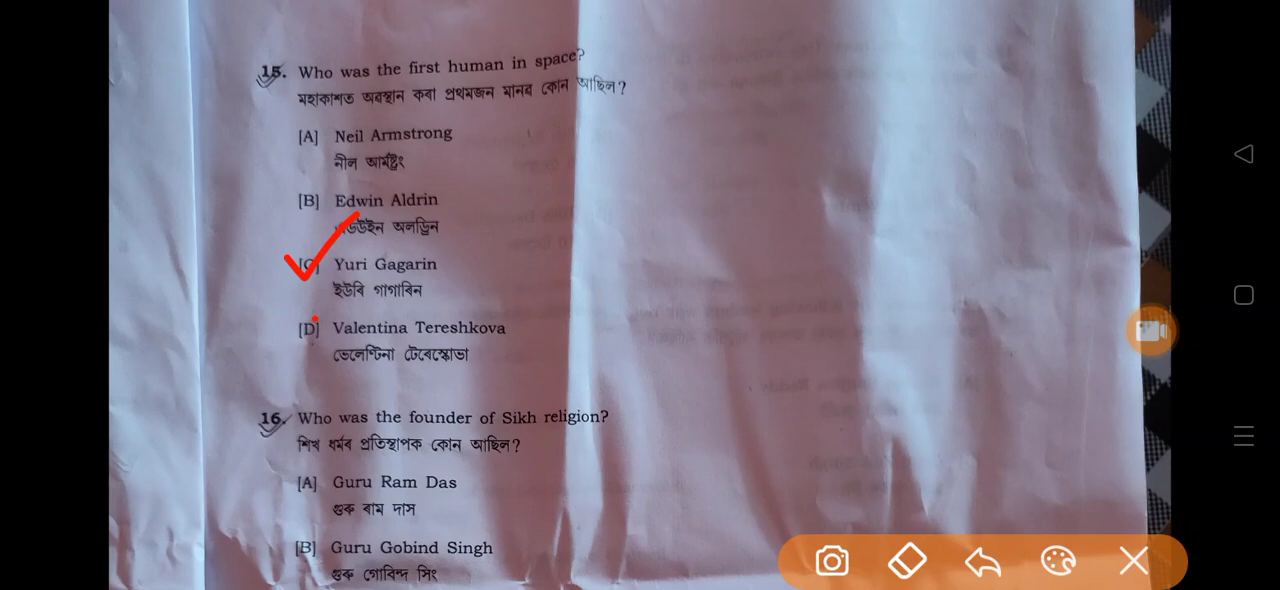 15. Who was the first human in space?
মহাকাশত অৱস্থান কৰা প্ৰথমজন মানৱ কোন আছিল?
[A] Neil Armstrong
নীল আৰ্মষ্ট্ৰং
[B] Edwin Aldrin
এডউইন অলড্ৰিন
[C] Yuri Gagarin
ইউৰি গাগাৰিন
[D] Valentina Tereshkova
ভেলেণ্টিনা টেৰেস্কোভা
16. Who was the founder of Sikh religion?
শিখ ধৰ্মৰ প্ৰতিস্থাপক কোন আছিল?
[A] Guru Ram Das
গুৰু ৰাম দাস
[B] Guru Gobind Singh
গুৰু গোবিন্দ সিং